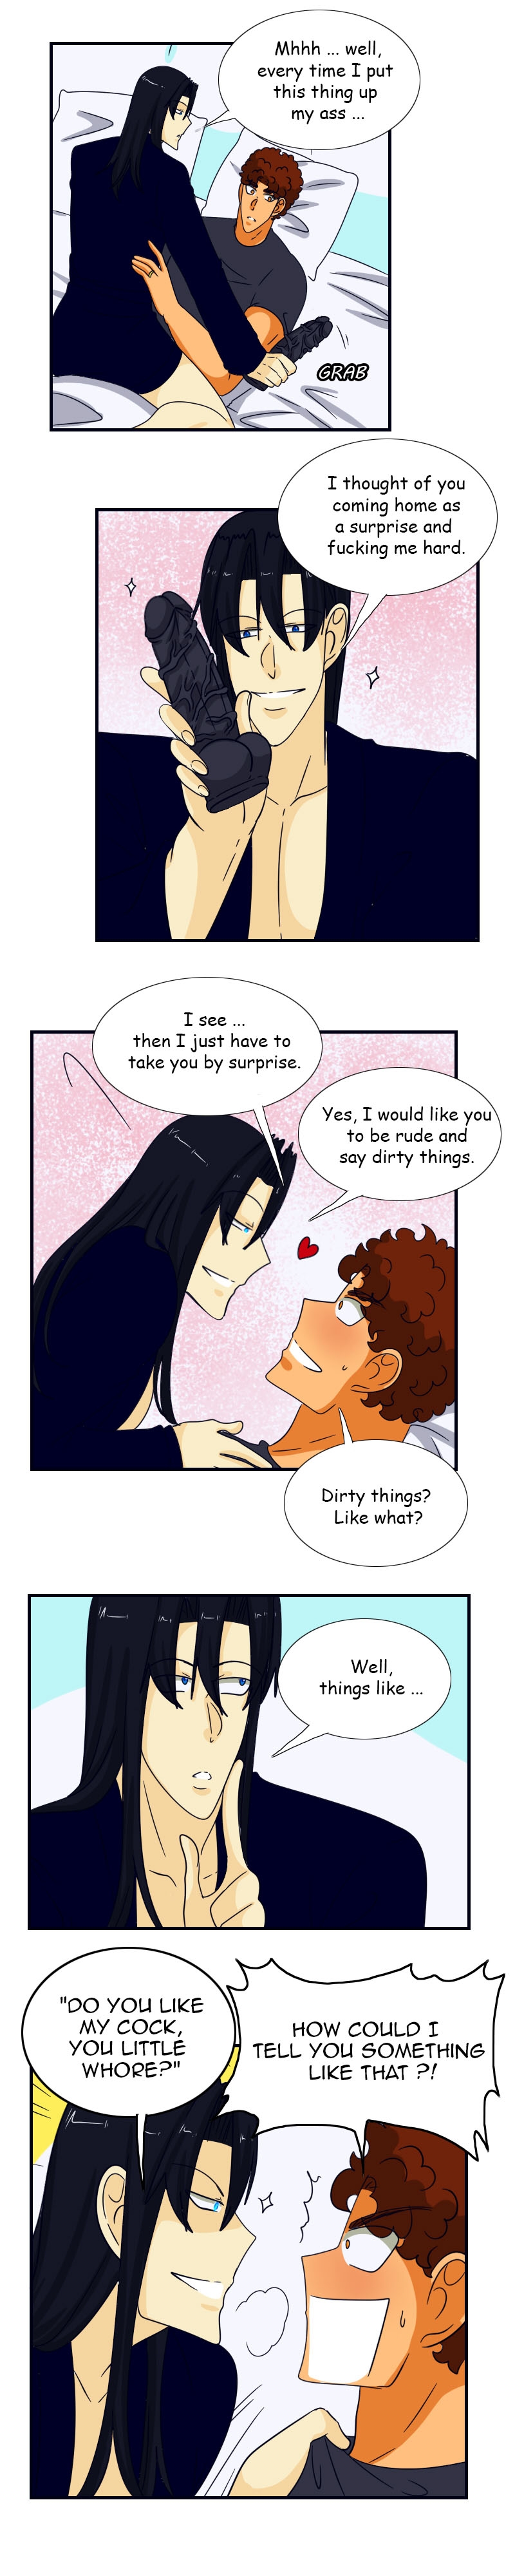 Mhhh ... well,
every time I put
this thing up
my ass ...
GRAB
I thought of you
coming home as
a surprise and
fucking me hard.
I see ...
then I just have to
take you by surprise.
Yes, I would like you
to be rude and
say dirty things.
Dirty things?
Like what?
Well,
things like ...
"DO YOU LIKE
MY COCK,
YOU LITTLE
WHORE?"
HOW COULD I
TELL YOU SOMETHING
LIKE THAT ?!